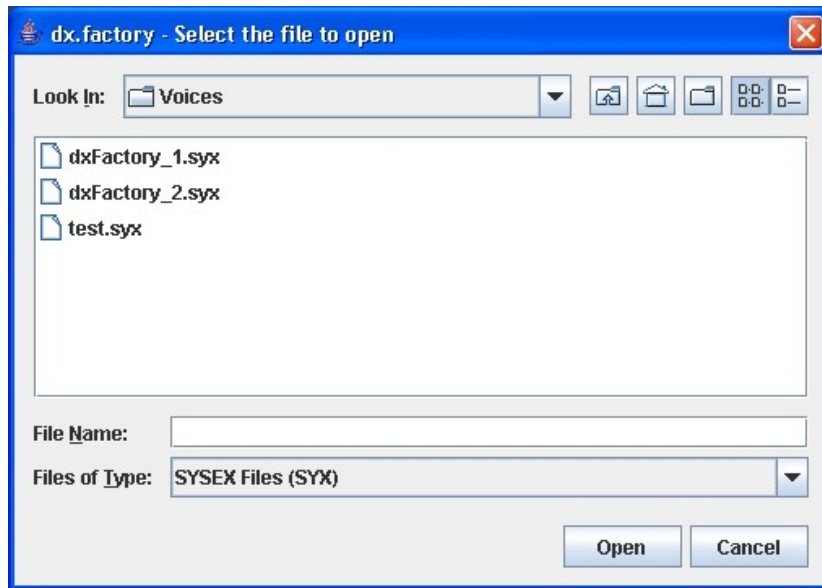 dx.factory - Select the file to open
Look In: Voices
dxFactory_1.syx
dxFactory_2.syx
test.syx
File Name:
Files of Type: SYSEX Files (SYX)
Open Cancel